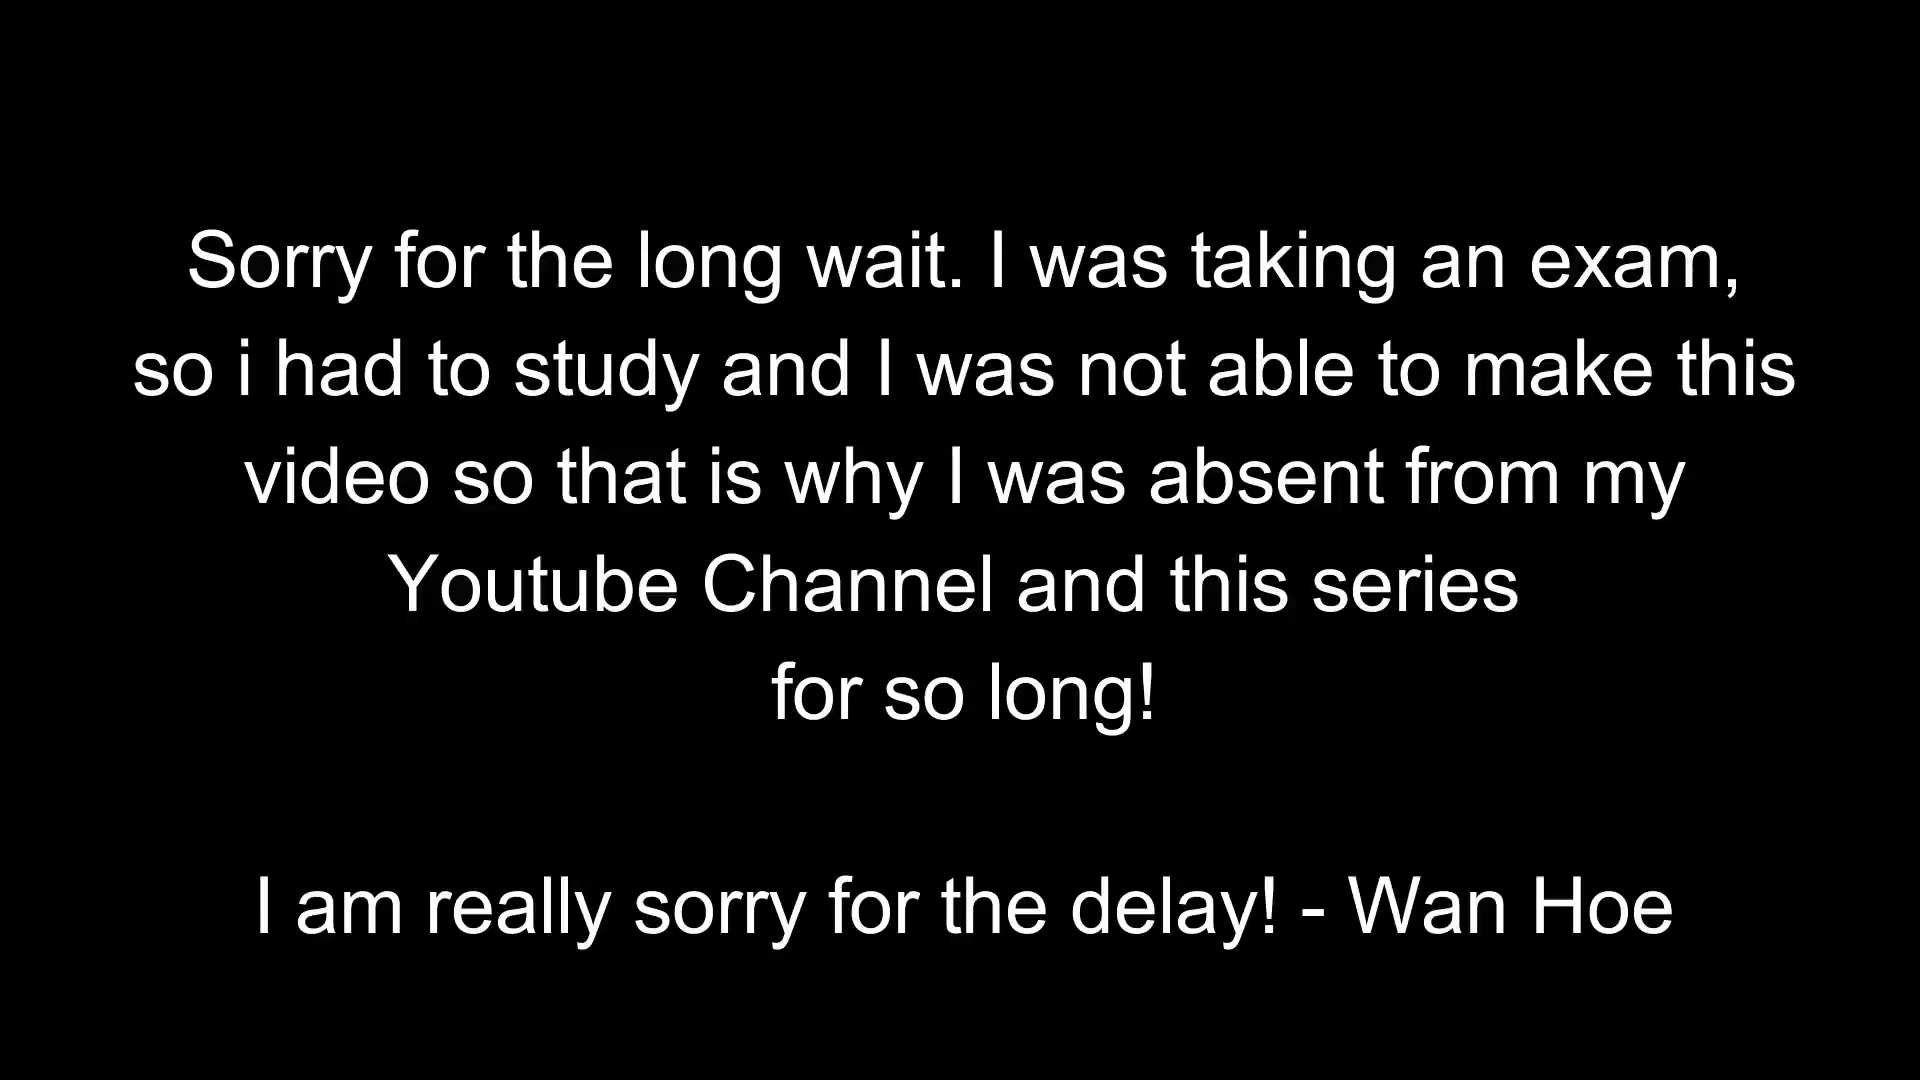 Sorry for the long wait. I was taking an exam,
so i had to study and I was not able to make this
video so that is why I was absent from my
Youtube Channel and this series
for so long!
I am really sorry for the delay! - Wan Hoe